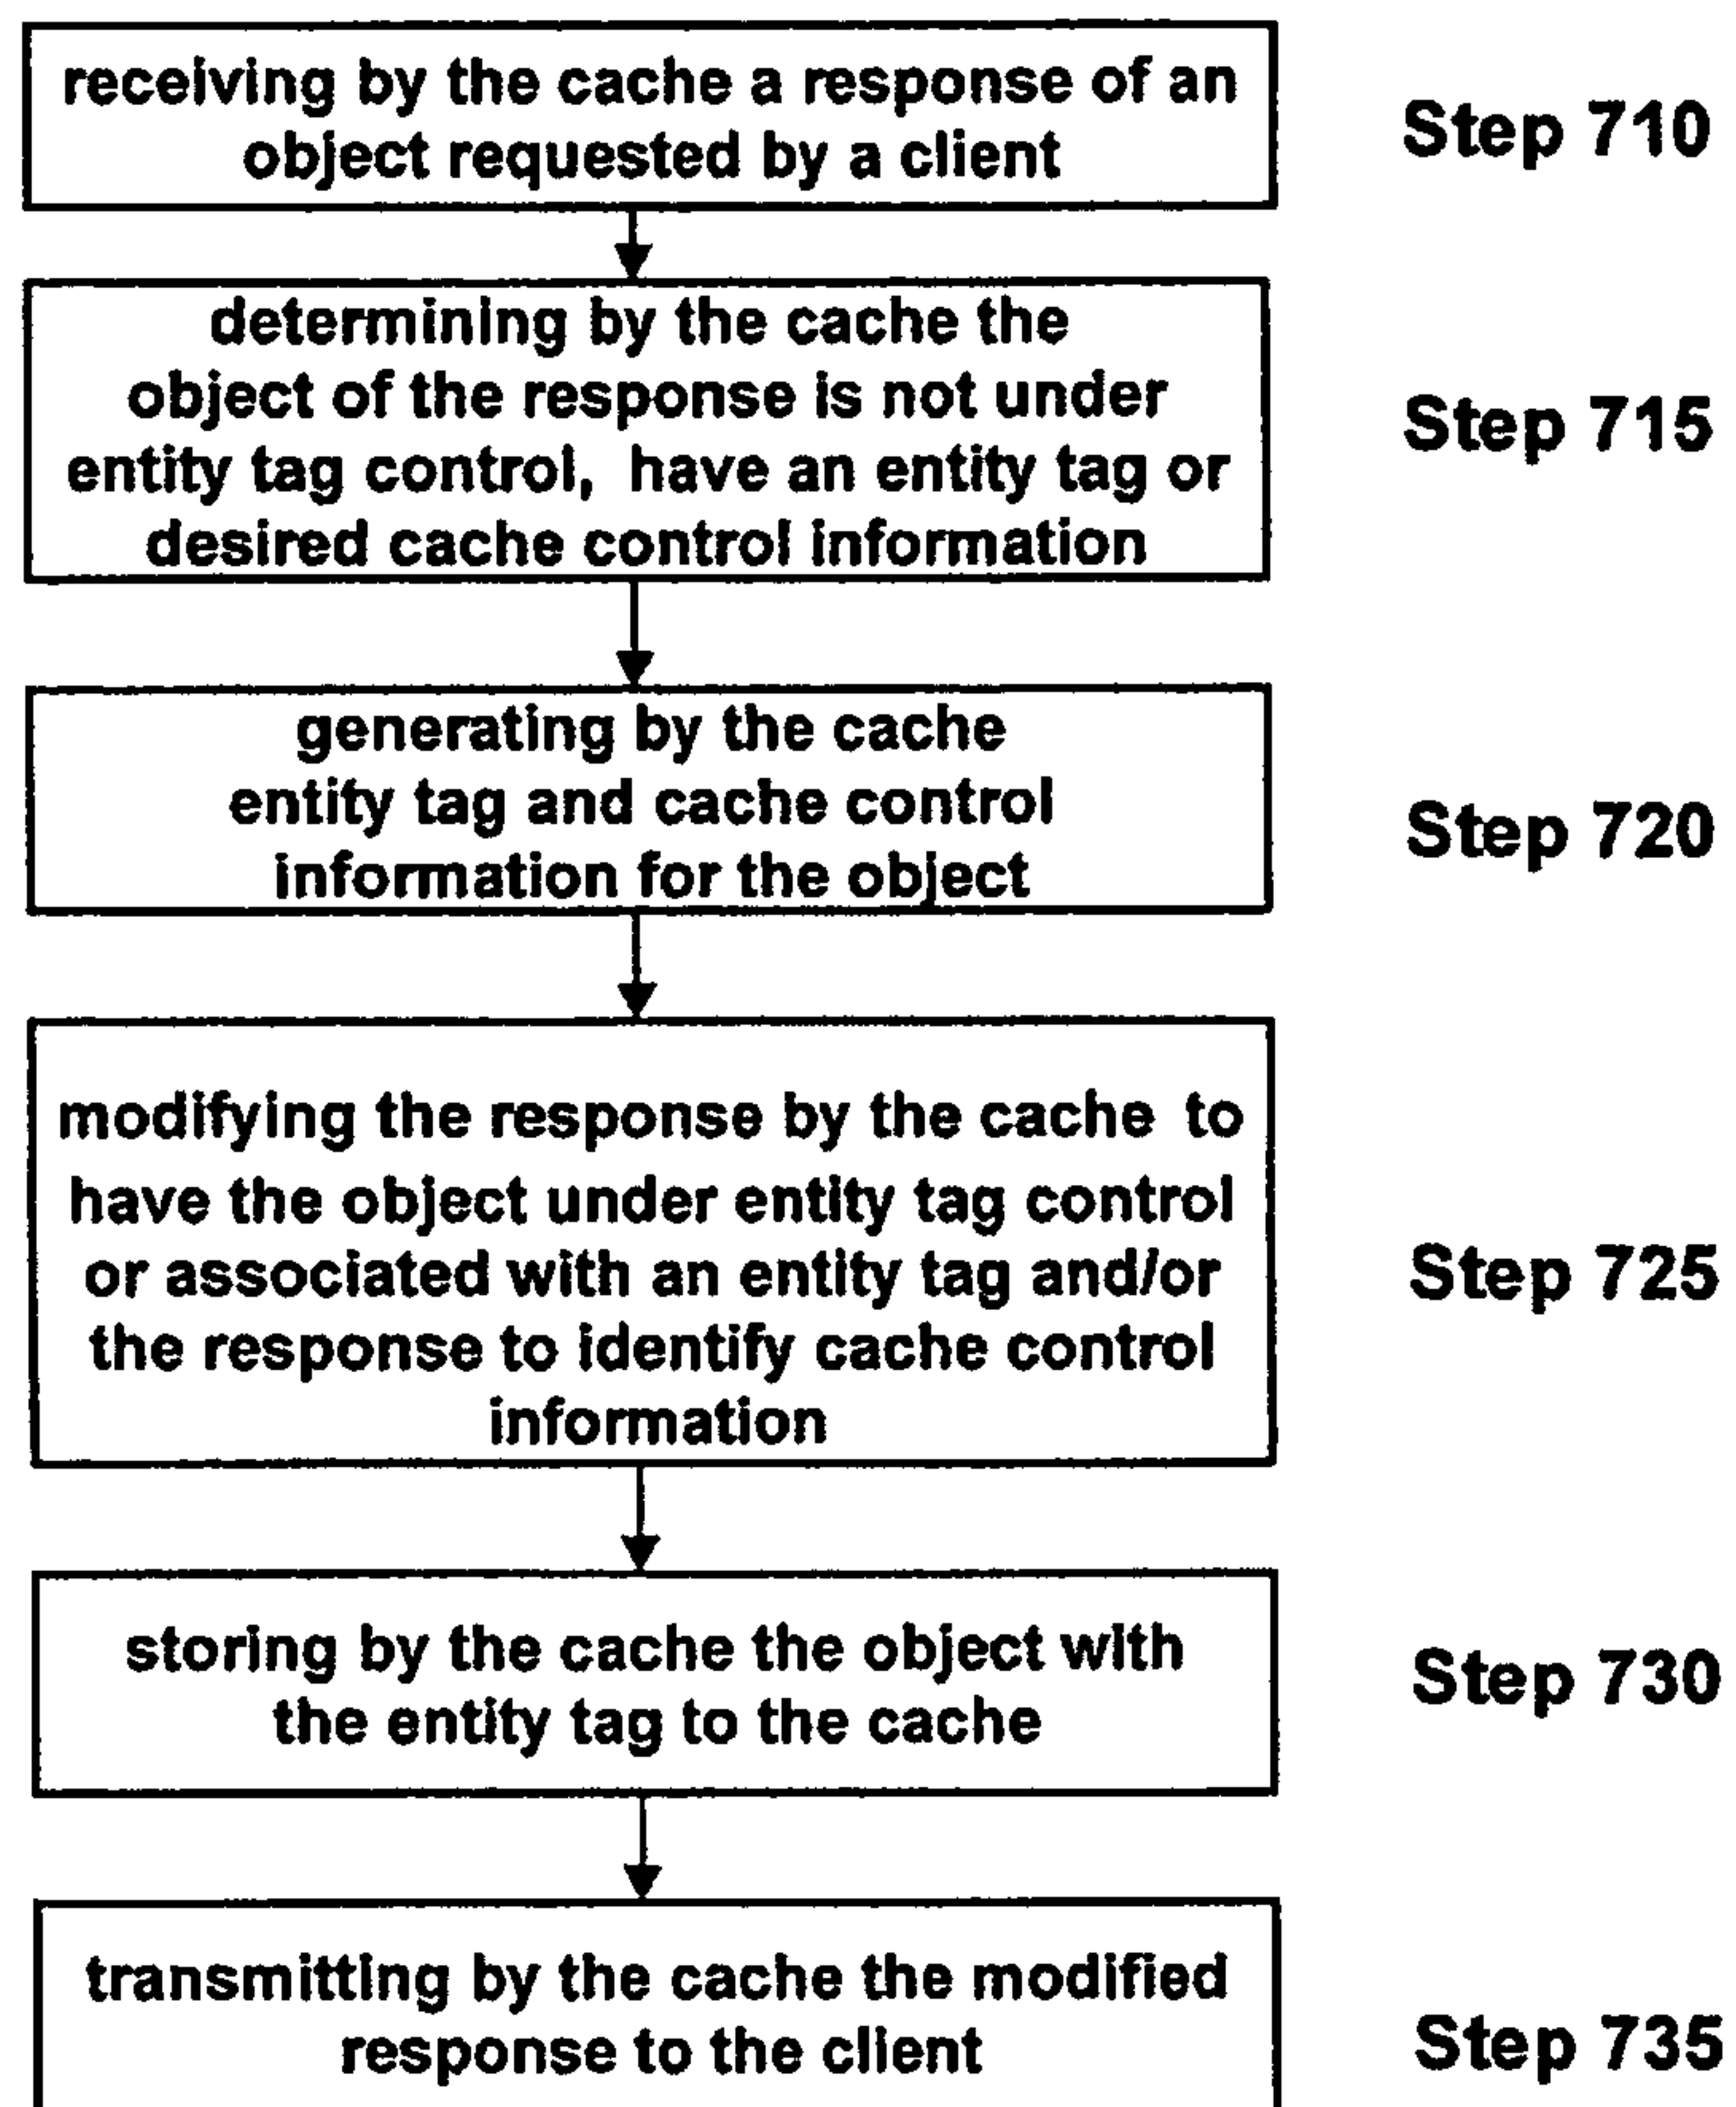 receiving by the cache a response of an
object requested by a client
Step 710
determining by the cache the
object of the response is not under
entity tag control, have an entity tag or
desired cache control information
Step 715
generating by the cache
entity tag and cache control
information for the object
Step 720
modifying the response by the cache to
have the object under entity tag control
or associated with an entity tag and/or
the response to identify cache control
information
Step 725
storing by the cache the object with
the entity tag to the cache
Step 730
transmitting by the cache the modified
response to the client
Step 735